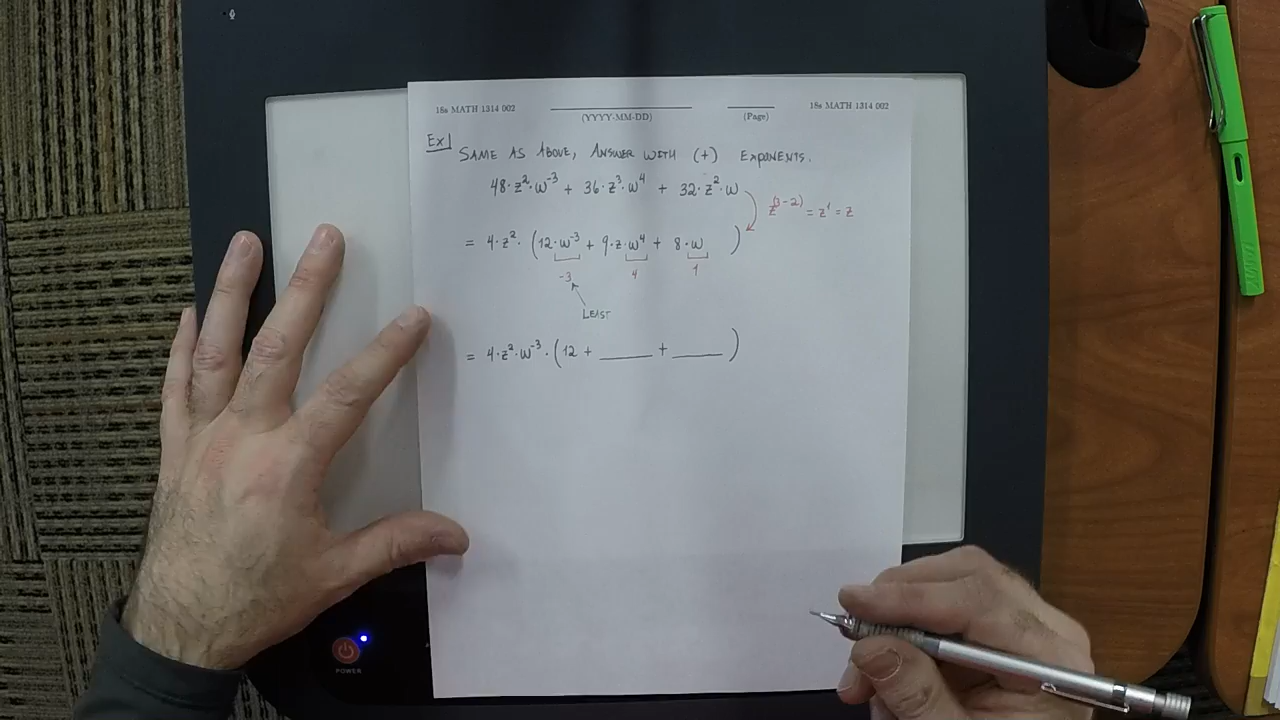 18s MATH 1314 002 (YYYY-MM-DD) (Page) 18s MATH 1314 002
Ex] SAME AS ABOVE, ANSWER WITH (+) EXPONENTS.
48·z²·w⁻³ + 36·z³·w⁴ + 32·z²·w
z⁽³⁻²⁾ = z¹ = z
= 4·z²·(12·w⁻³ + 9·z·w⁴ + 8·w )
-3 4 1
LEAST
= 4·z²·w⁻³·(12 + ______ + ______ )
POWER